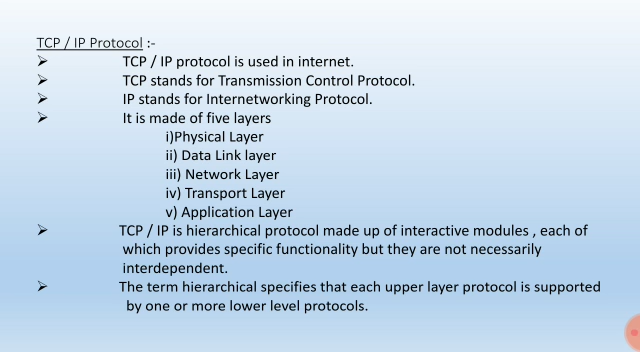 TCP / IP Protocol :-
➢ TCP / IP protocol is used in internet.
➢ TCP stands for Transmission Control Protocol.
➢ IP stands for Internetworking Protocol.
➢ It is made of five layers
i)Physical Layer
ii) Data Link layer
iii) Network Layer
iv) Transport Layer
v) Application Layer
➢ TCP / IP is hierarchical protocol made up of interactive modules , each of
which provides specific functionality but they are not necessarily
interdependent.
➢ The term hierarchical specifies that each upper layer protocol is supported
by one or more lower level protocols.